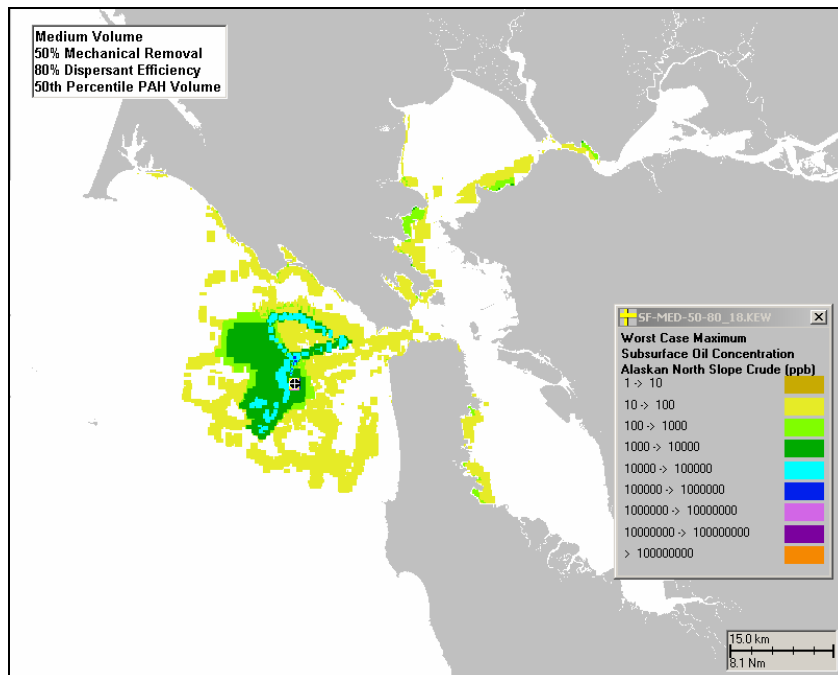 Medium Volume
50% Mechanical Removal
80% Dispersant Efficiency
50th Percentile PAH Volume
SF-MED-50-80_18.KEW
Worst Case Maximum
Subsurface Oil Concentration
Alaskan North Slope Crude (ppb)
1 -> 10
10 -> 100
100 -> 1000
1000 -> 10000
10000 -> 100000
100000 -> 1000000
1000000 -> 10000000
10000000 -> 100000000
> 100000000
15.0 km
8.1 Nm